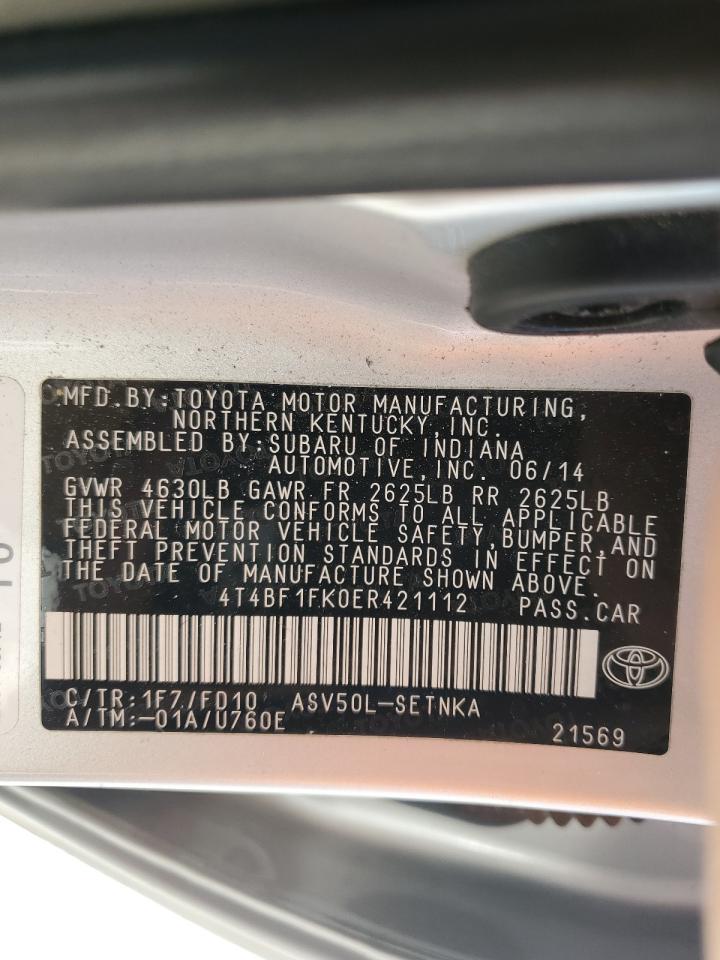 MFD.BY:TOYOTA MOTOR MANUFACTURING,
NORTHERN KENTUCKY,INC.
ASSEMBLED BY:SUBARU OF INDIANA
AUTOMOTIVE,INC. 06/14
GVWR 4630LB GAWR FR 2625LB RR 2625LB
THIS VEHICLE CONFORMS TO ALL APPLICABLE
FEDERAL MOTOR VEHICLE SAFETY,BUMPER,AND
THEFT PREVENTION STANDARDS IN EFFECT ON
THE DATE OF MANUFACTURE SHOWN ABOVE.
4T4BF1FK0ER421112 PASS.CAR
C/TR:1F7/FD10 ASV50L-SETNKA
A/TM:-01A/U760E
21569